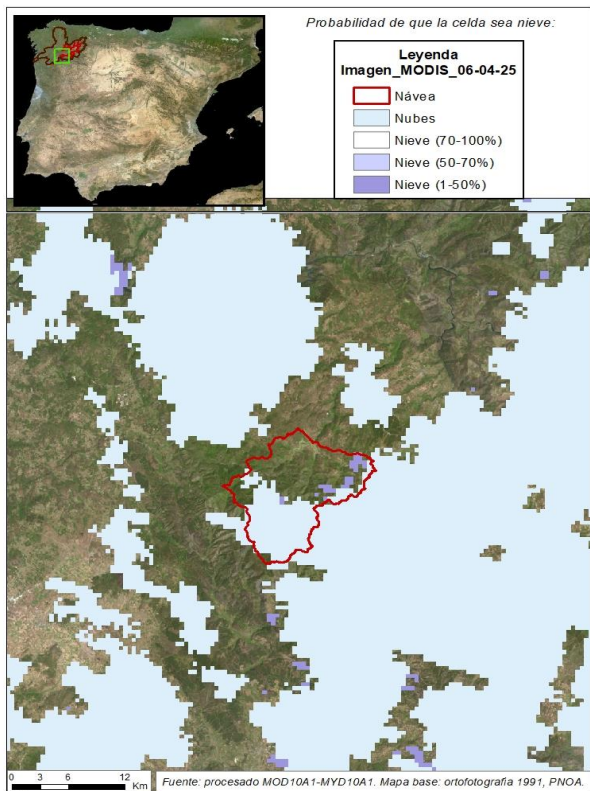 Probabilidad de que la celda sea nieve:
Leyenda
Imagen_MODIS_06-04-25
Návea
Nubes
Nieve (70-100%)
Nieve (50-70%)
Nieve (1-50%)
0 3 6 12
Km
Fuente: procesado MOD10A1-MYD10A1. Mapa base: ortofotografía 1991, PNOA.